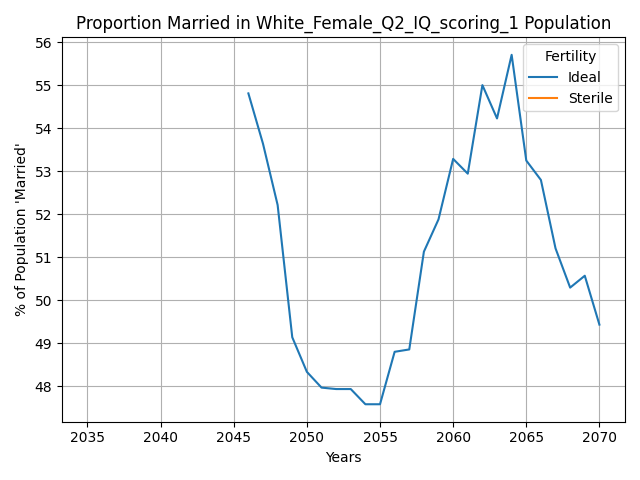 Proportion Married in White_Female_Q2_IQ_scoring_1 Population
Fertility
Ideal
Sterile
% of Population 'Married'
56
55
54
53
52
51
50
49
48
2035
2040
2045
2050
2055
2060
2065
2070
Years